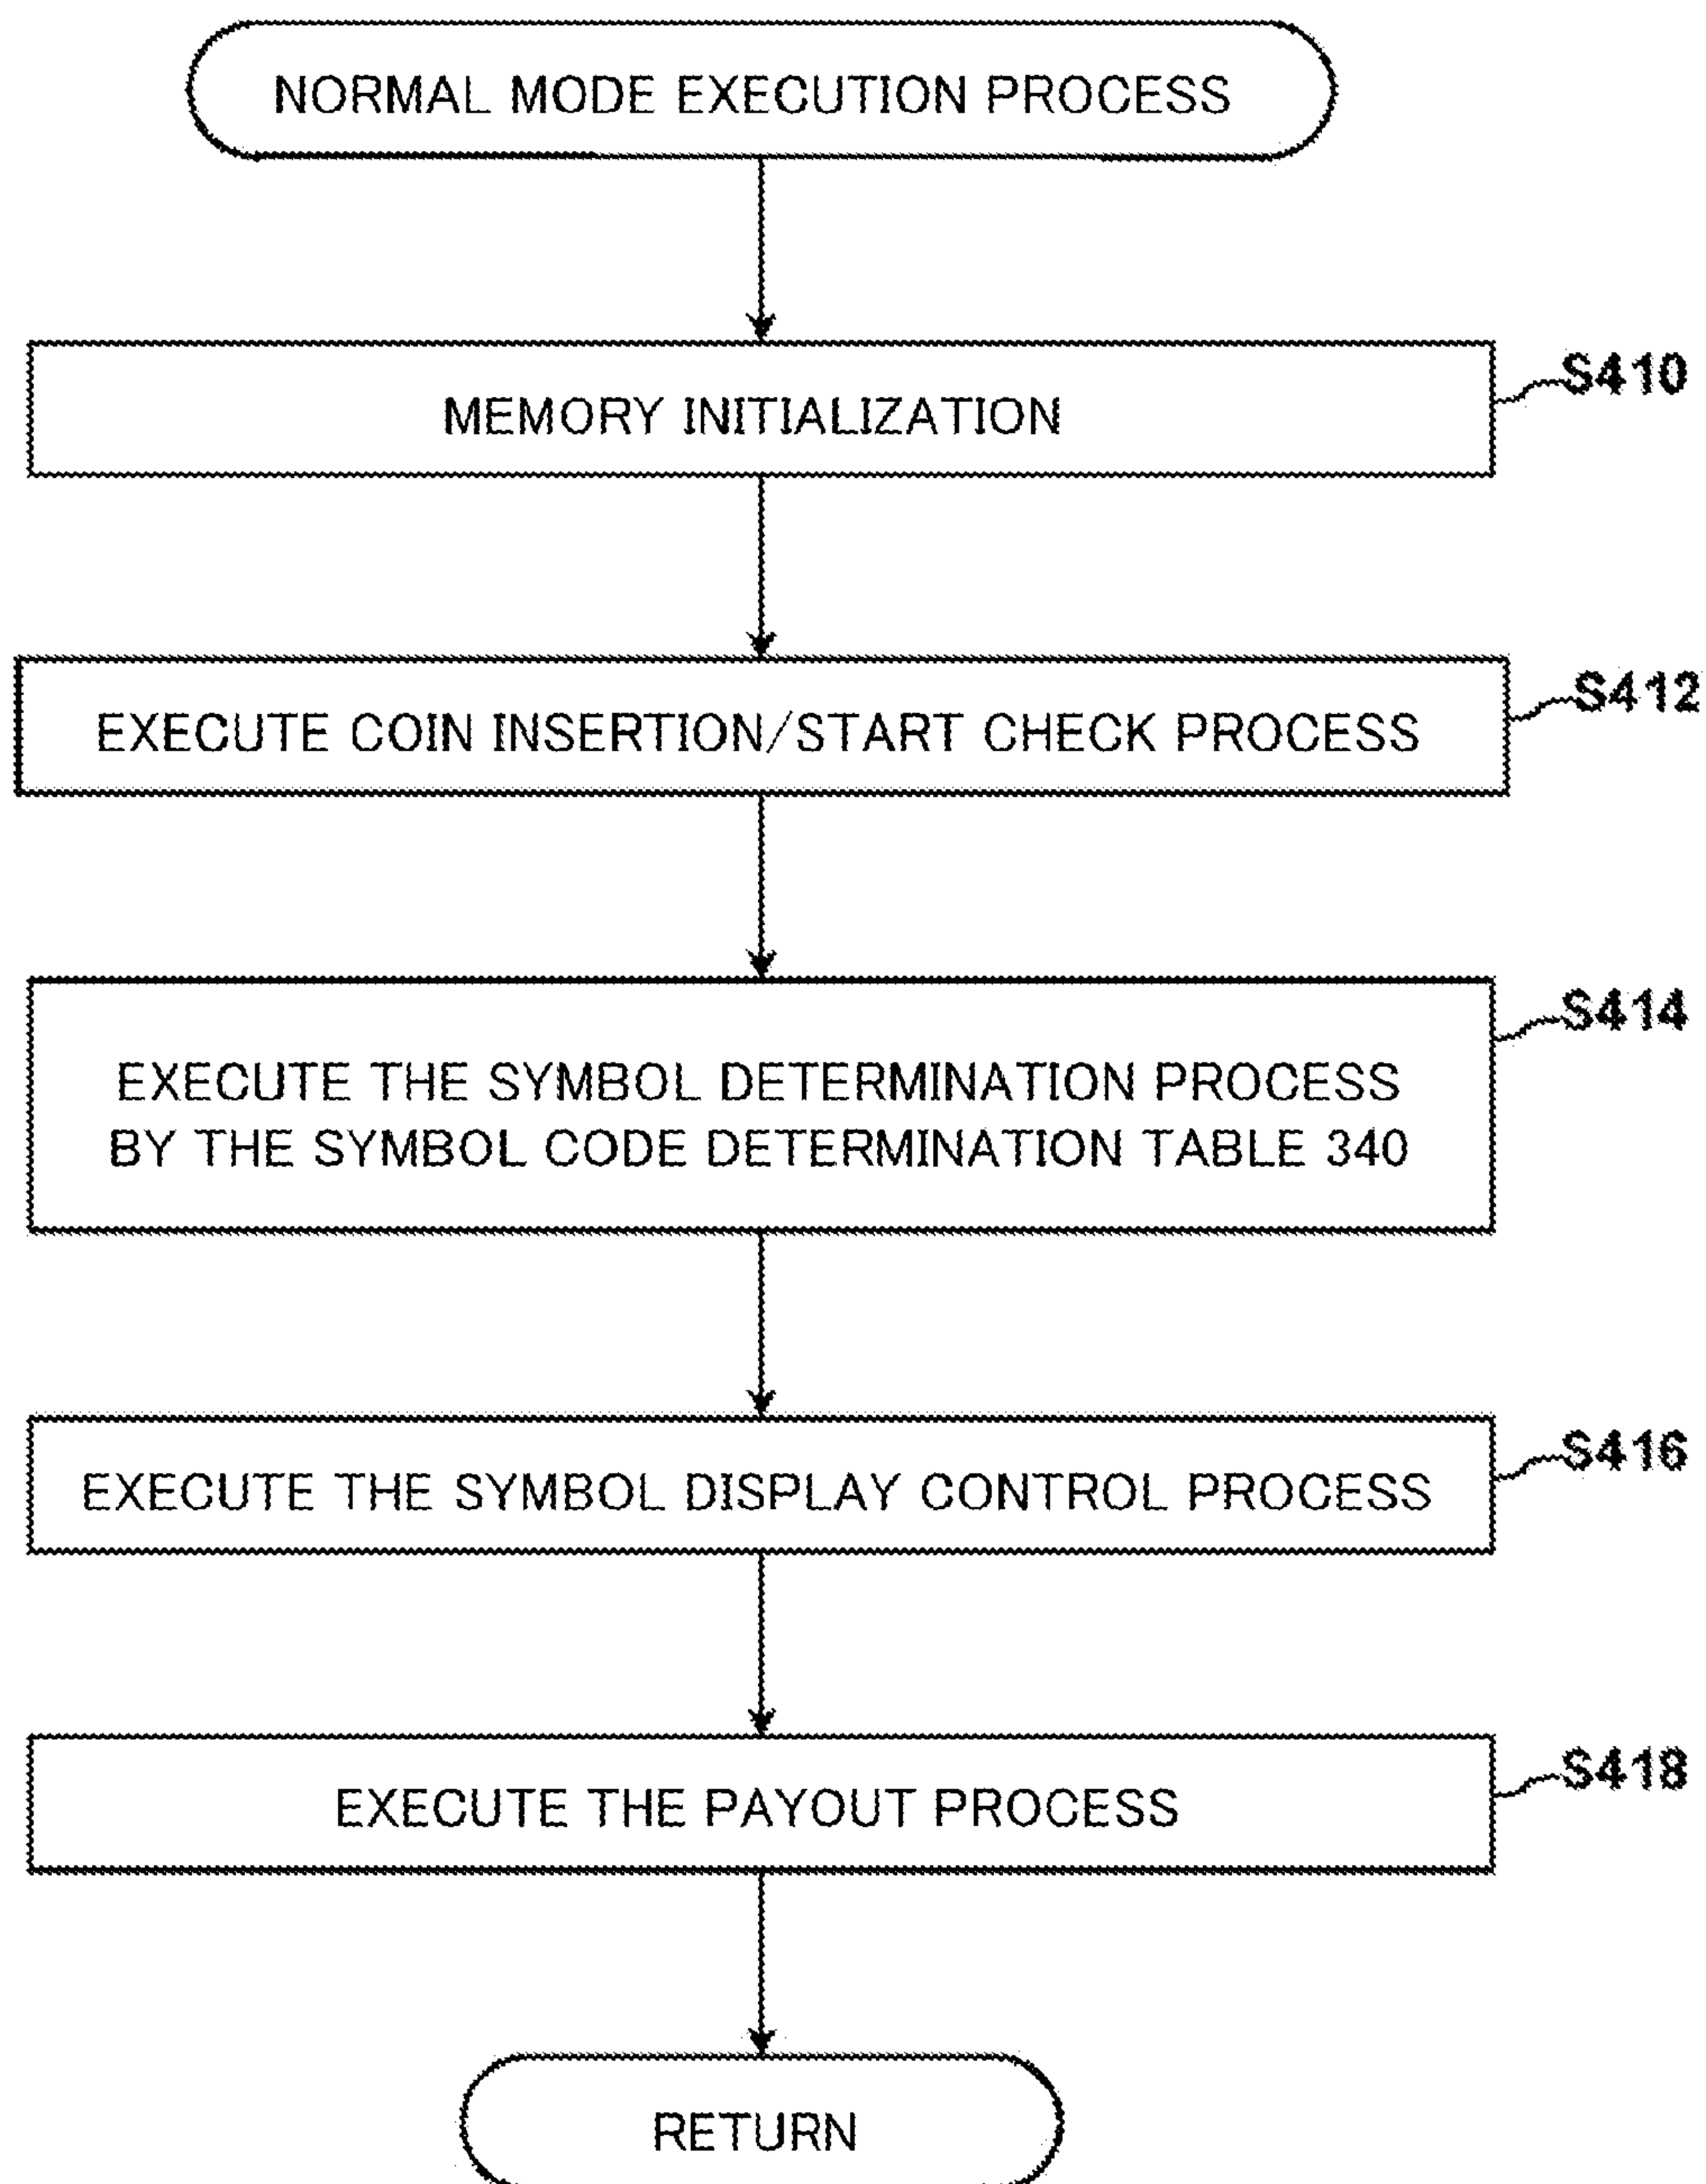 NORMAL MODE EXECUTION PROCESS
MEMORY INITIALIZATION
S410
EXECUTE COIN INSERTION/START CHECK PROCESS
S412
EXECUTE THE SYMBOL DETERMINATION PROCESS
BY THE SYMBOL CODE DETERMINATION TABLE 340
S414
EXECUTE THE SYMBOL DISPLAY CONTROL PROCESS
S416
EXECUTE THE PAYOUT PROCESS
S418
RETURN